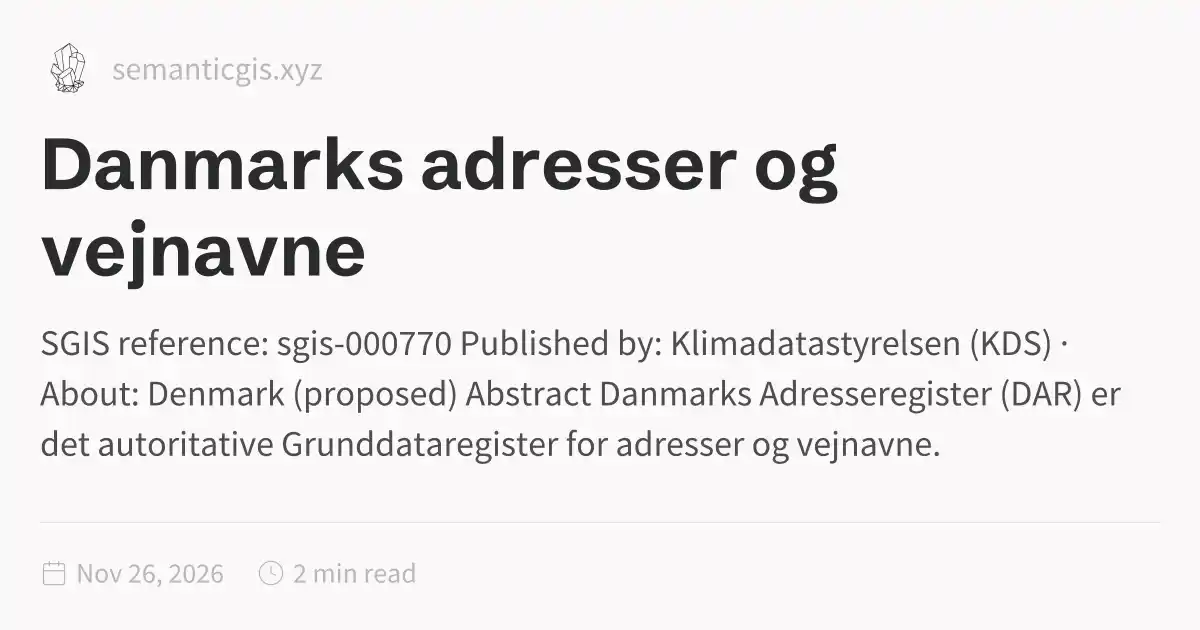 semanticgis.xyz
Danmarks adresser og
vejnavne
SGIS reference: sgis-000770 Published by: Klimadatastyrelsen (KDS) ·
About: Denmark (proposed) Abstract Danmarks Adresseregister (DAR) er
det autoritative Grunddataregister for adresser og vejnavne.
Nov 26, 2026 2 min read